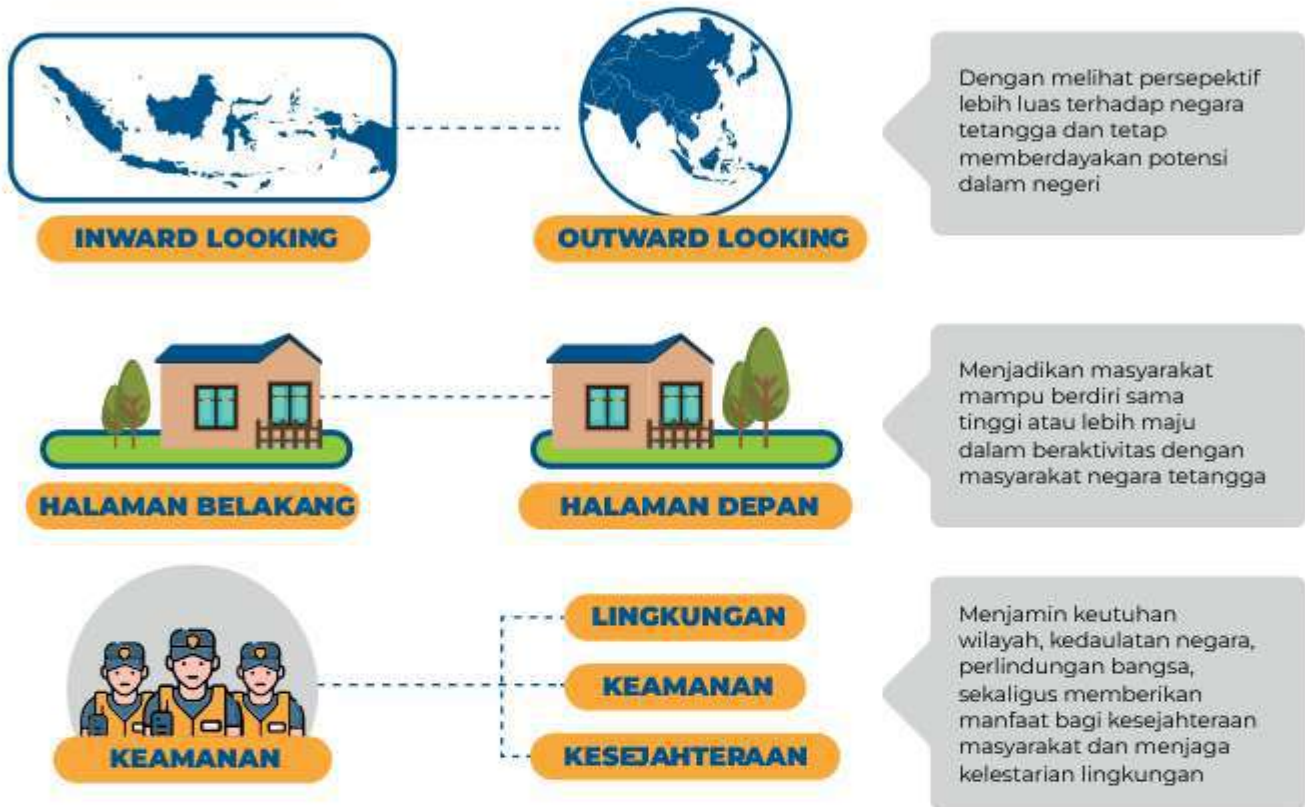 INWARD LOOKING
OUTWARD LOOKING
Dengan melihat persepektif
lebih luas terhadap negara
tetangga dan tetap
memberdayakan potensi
dalam negeri
HALAMAN BELAKANG
HALAMAN DEPAN
Menjadikan masyarakat
mampu berdiri sama
tinggi atau lebih maju
dalam beraktivitas dengan
masyarakat negara tetangga
KEAMANAN
LINGKUNGAN
KEAMANAN
KESEJAHTERAAN
Menjamin keutuhan
wilayah, kedaulatan negara,
perlindungan bangsa,
sekaligus memberikan
manfaat bagi kesejahteraan
masyarakat dan menjaga
kelestarian lingkungan